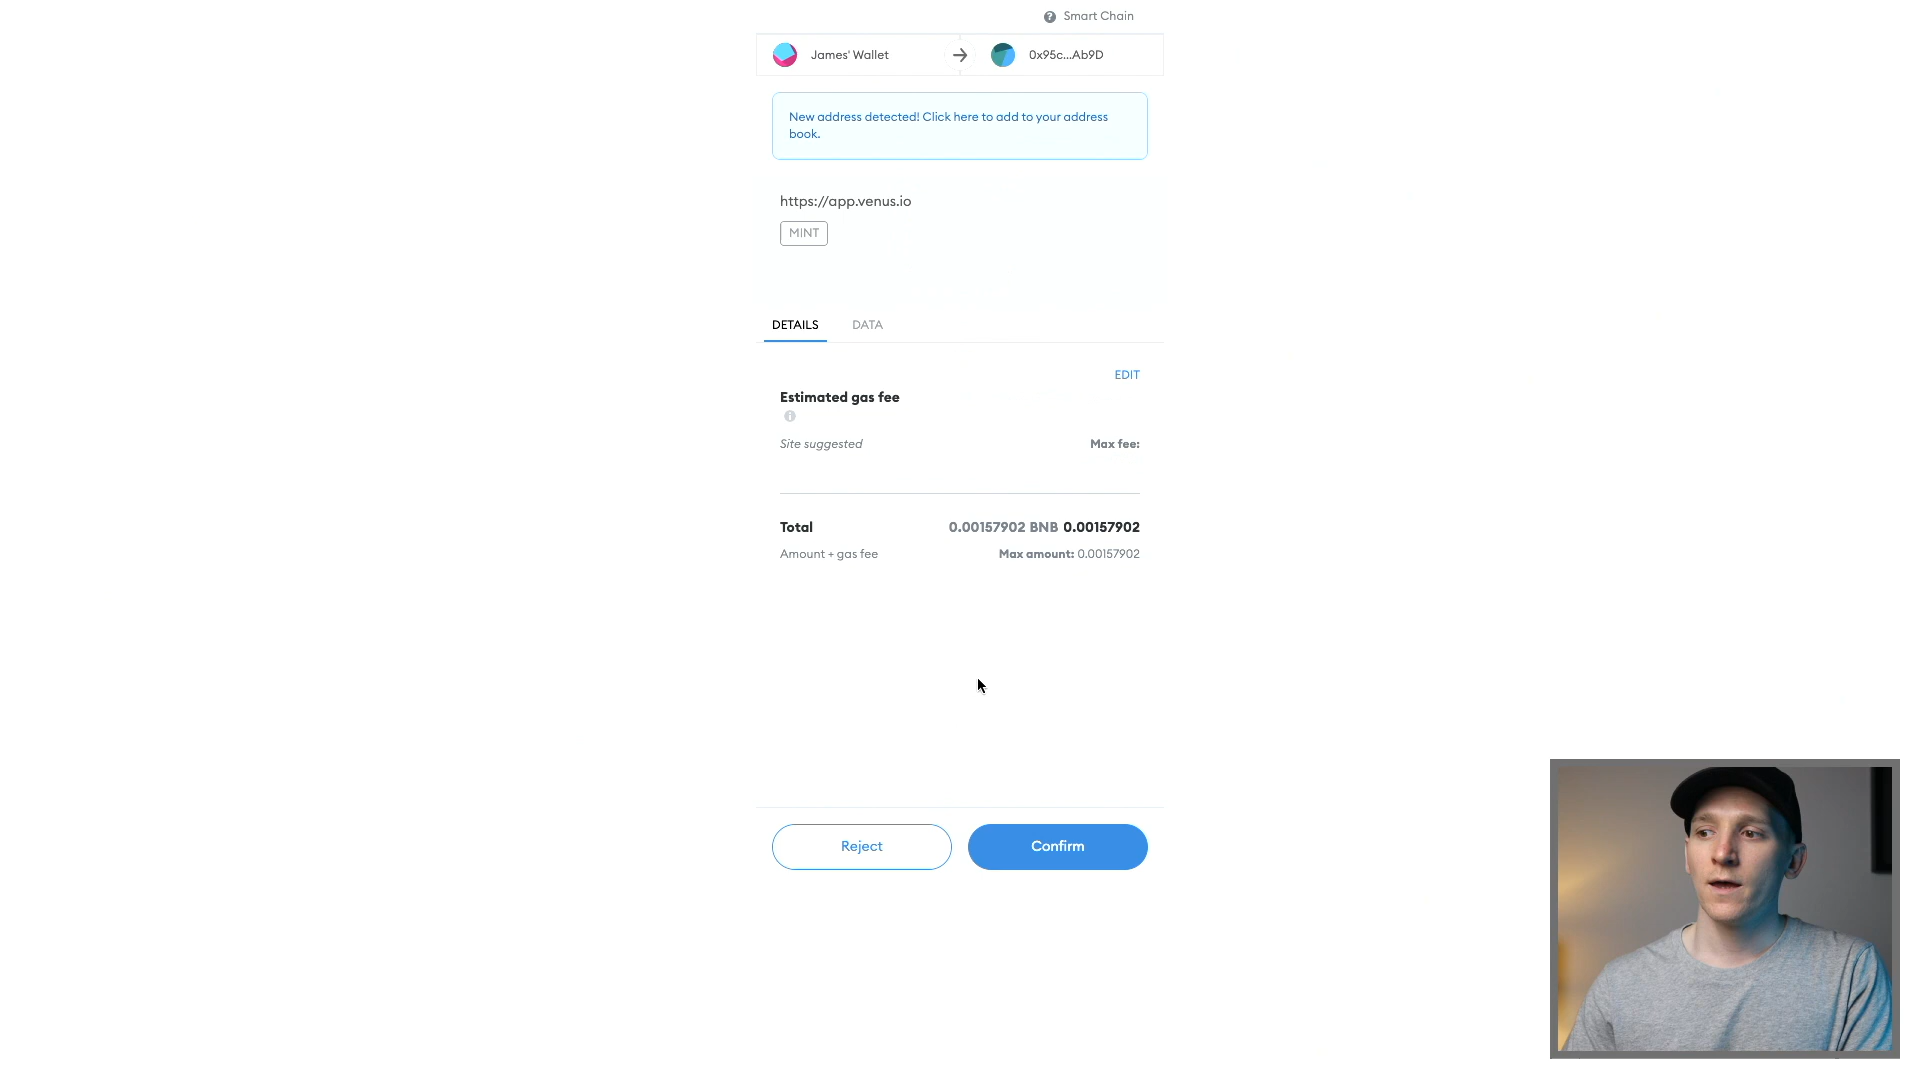 Smart Chain
James' Wallet
0x95c...Ab9D
New address detected! Click here to add to your address
book.
https://app.venus.io
MINT
DETAILS DATA
EDIT
Estimated gas fee
Site suggested Max fee:
Total 0.00157902 BNB 0.00157902
Amount + gas fee Max amount: 0.00157902
Reject Confirm